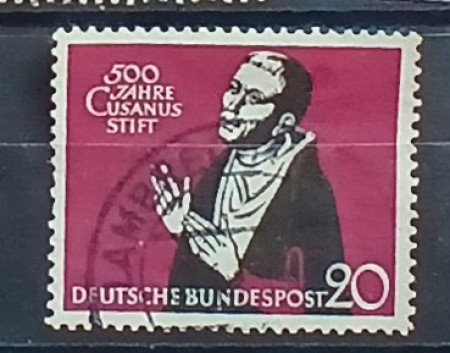 500
JAHRE
CUSANUS
STIFT
DEUTSCHE BUNDESPOST 20